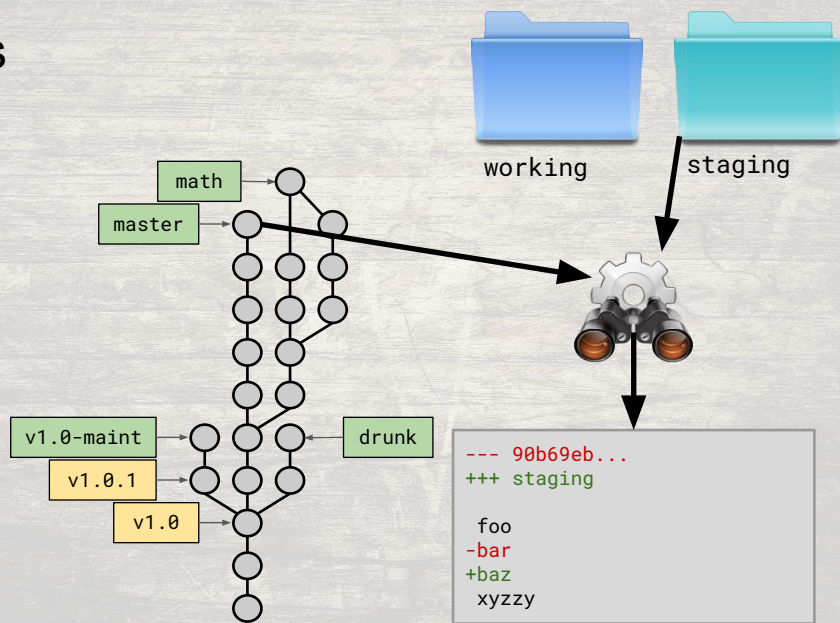 s
working
staging
math
master
v1.0-maint
drunk
v1.0.1
v1.0
--- 90b69eb...
+++ staging
foo
-bar
+baz
xyzzy